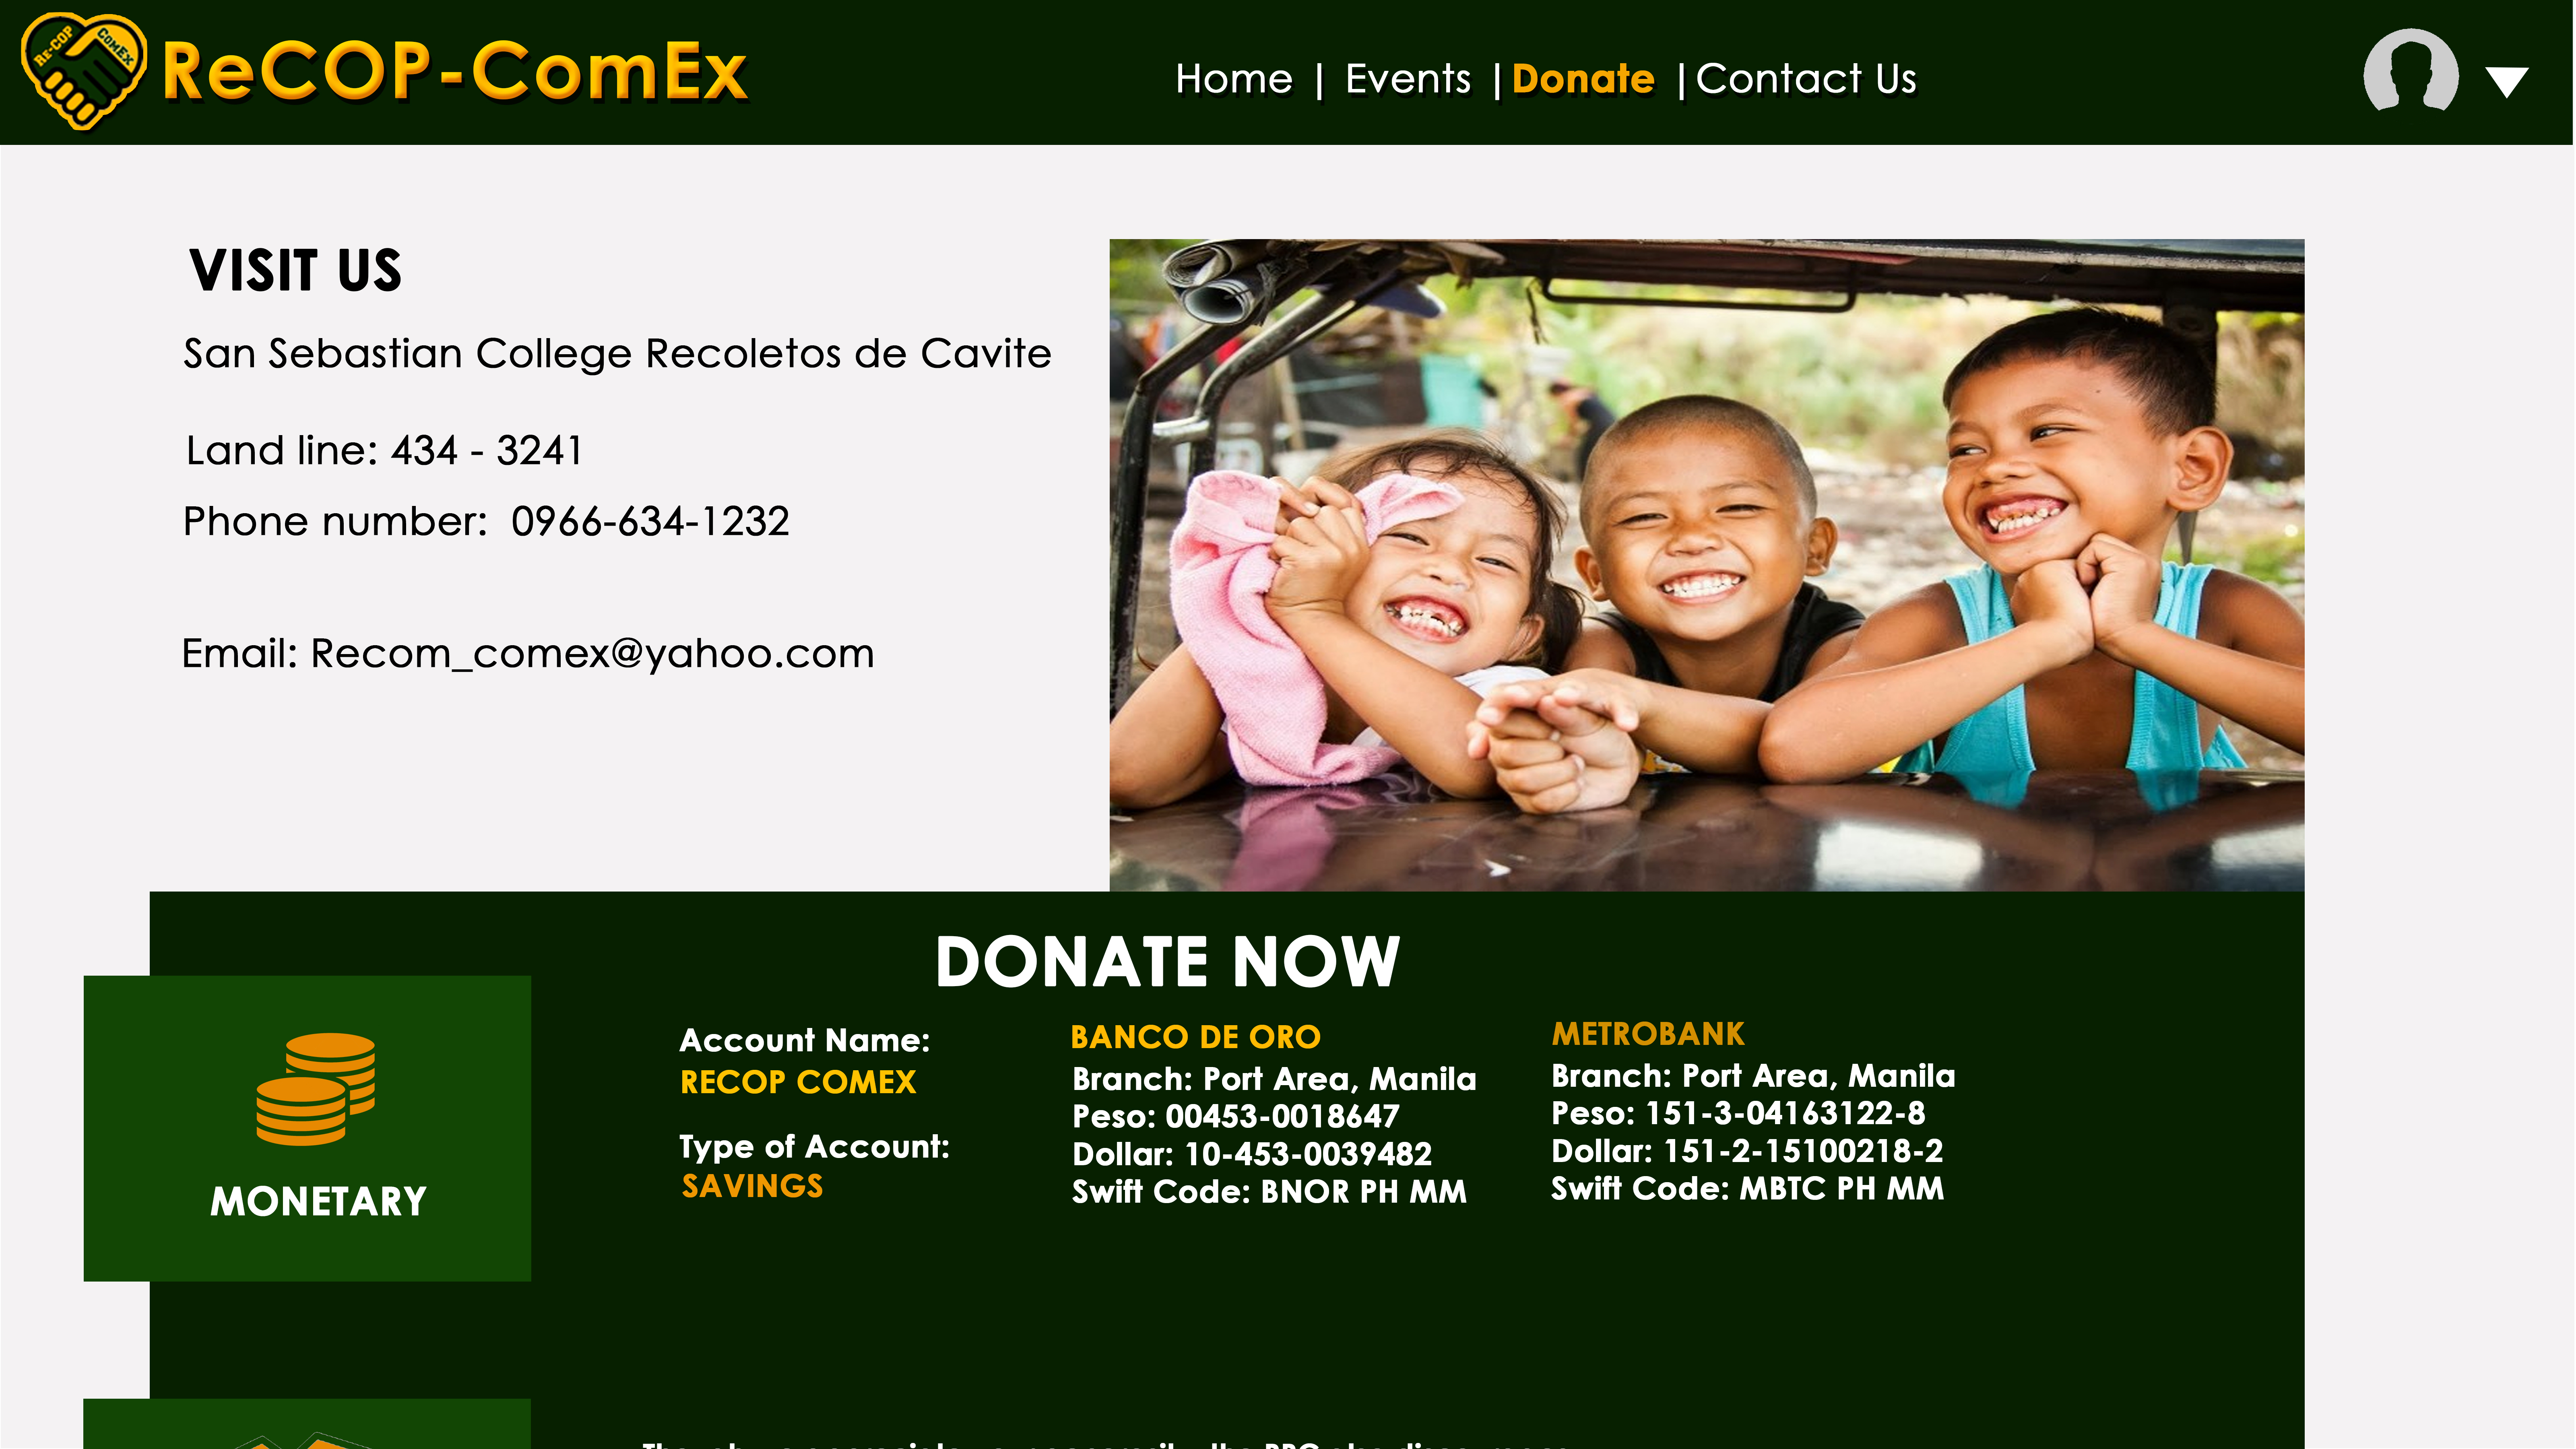 RE-COP
COMEX
ReCOP-ComEx
Home | Events | Donate | Contact Us
VISIT US
San Sebastian College Recoletos de Cavite
Land line: 434 - 3241
Phone number: 0966-634-1232
Email: Recom_comex@yahoo.com
DONATE NOW
MONETARY
Account Name:
RECOP COMEX
Type of Account:
SAVINGS
BANCO DE ORO
Branch: Port Area, Manila
Peso: 00453-0018647
Dollar: 10-453-0039482
Swift Code: BNOR PH MM
METROBANK
Branch: Port Area, Manila
Peso: 151-3-04163122-8
Dollar: 151-2-15100218-2
Swift Code: MBTC PH MM